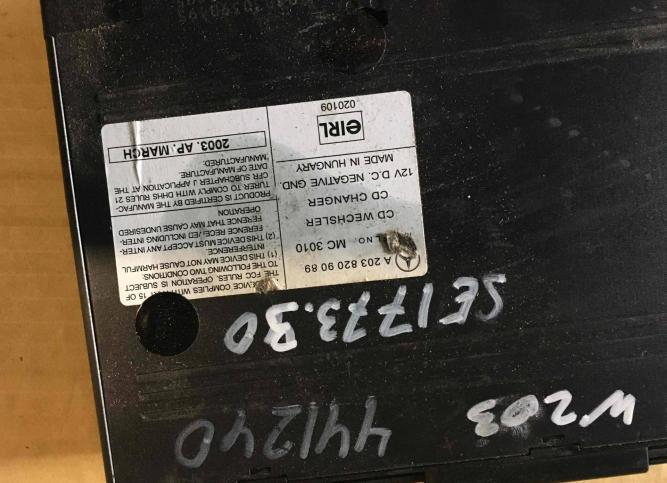 W203 441240
SE1773.30
A 203 820 90 89
No. MC 3010
CD WECHSLER
CD CHANGER
12V D.C. NEGATIVE GND.
MADE IN HUNGARY
eIRL
020109
DEVICE COMPLIES WITH 15 OF
THE FCC RULES. OPERATION IS SUBJECT
TO THE FOLLOWING TWO CONDITIONS:
(1) THIS DEVICE MAY NOT CAUSE HARMFUL
INTERFERENCE.
(2) THIS DEVICE MUST ACCEPT ANY INTER-
FERENCE RECEIVED INCLUDING INTER-
FERENCE THAT MAY CAUSE UNDESIRED
OPERATION
PRODUCT IS CERTIFIED BY THE MANUFAC-
TURER TO COMPLY WITH DHHS RULES 21
CFR SUBCHAPTER J APPLICATION AT THE
DATE OF MANUFACTURE.
MANUFACTURED:
2003. AP. MARCH